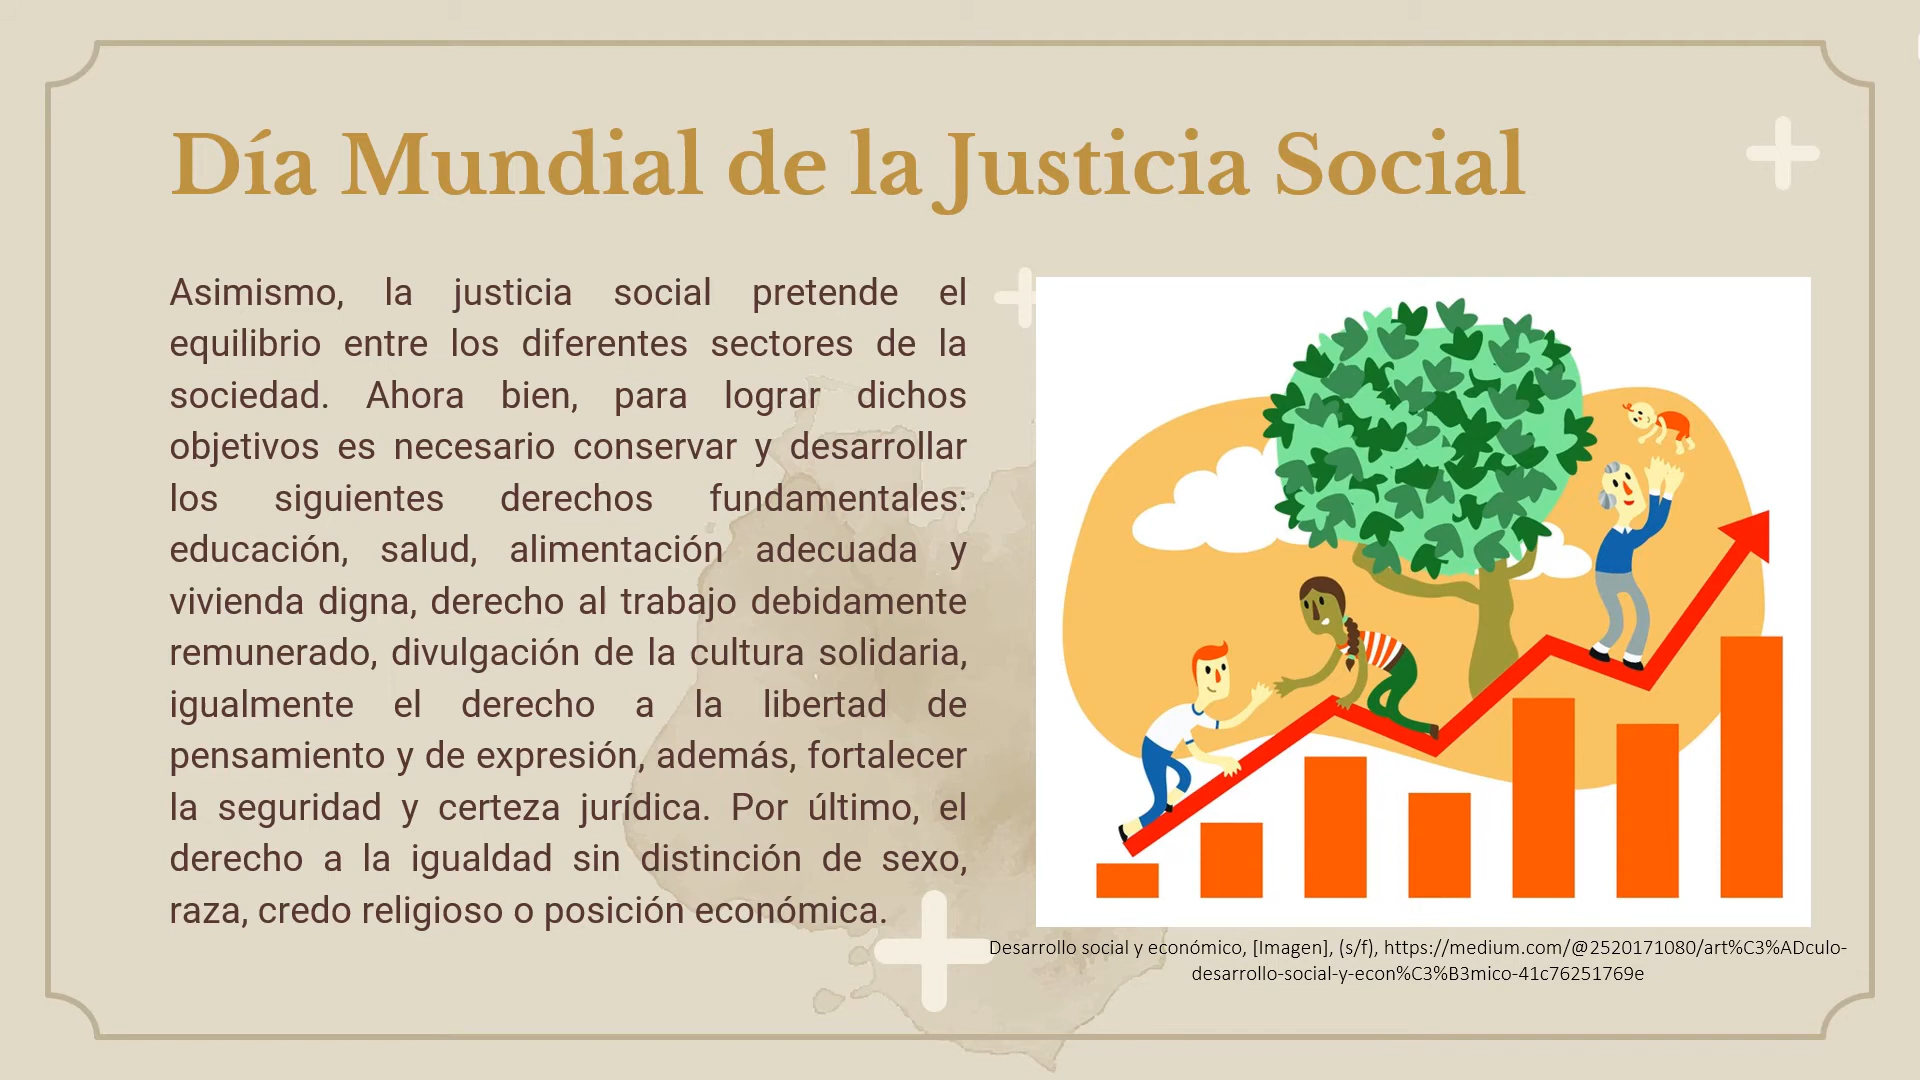 Día Mundial de la Justicia Social
Asimismo, la justicia social pretende el
equilibrio entre los diferentes sectores de la
sociedad. Ahora bien, para lograr dichos
objetivos es necesario conservar y desarrollar
los siguientes derechos fundamentales:
educación, salud, alimentación adecuada y
vivienda digna, derecho al trabajo debidamente
remunerado, divulgación de la cultura solidaria,
igualmente el derecho a la libertad de
pensamiento y de expresión, además, fortalecer
la seguridad y certeza jurídica. Por último, el
derecho a la igualdad sin distinción de sexo,
raza, credo religioso o posición económica.
Desarrollo social y económico, [Imagen], (s/f), https://medium.com/@2520171080/art%C3%ADculo-
desarrollo-social-y-econ%C3%B3mico-41c76251769e